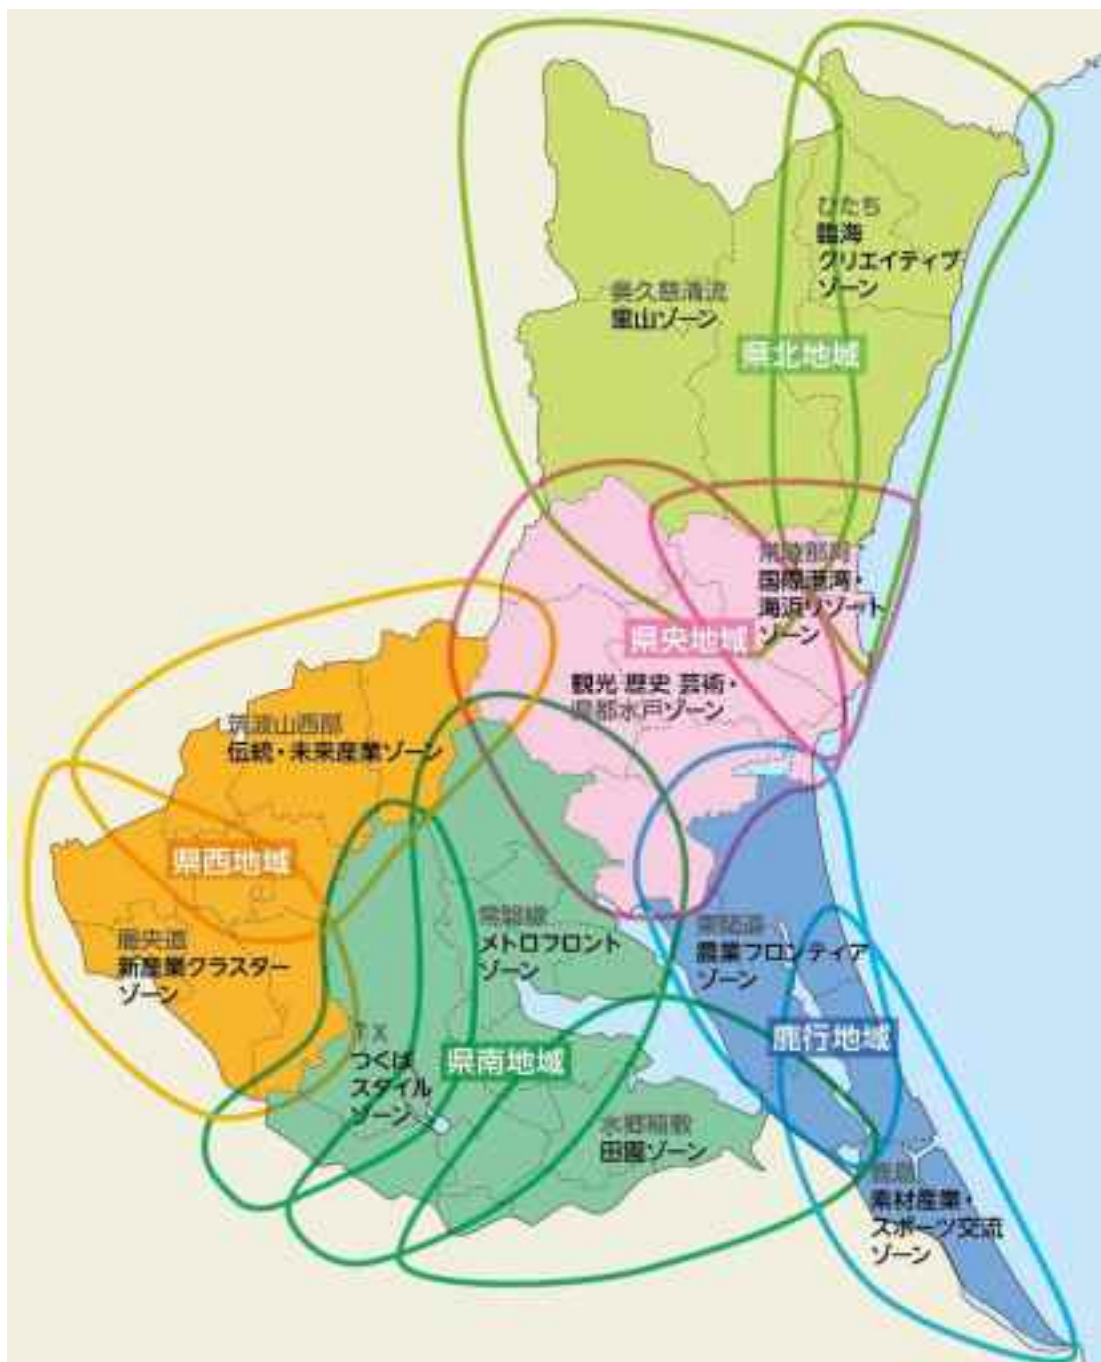 ひたち
臨海
クリエイティブ
ゾーン
奥久慈清流
里山ゾーン
県北地域
常陸那珂
国際港湾・
海浜リゾート
ゾーン
県央地域
観光 歴史 芸術・
県都水戸ゾーン
筑波山西部
伝統・未来産業ゾーン
県西地域
圏央道
新産業クラスター
ゾーン
常磐線
メトロフロント
ゾーン
東関道
農業フロンティア
ゾーン
鹿行地域
TX
つくば
スタイル
ゾーン
県南地域
水郷稲敷
田園ゾーン
鹿島
素材産業・
スポーツ交流
ゾーン